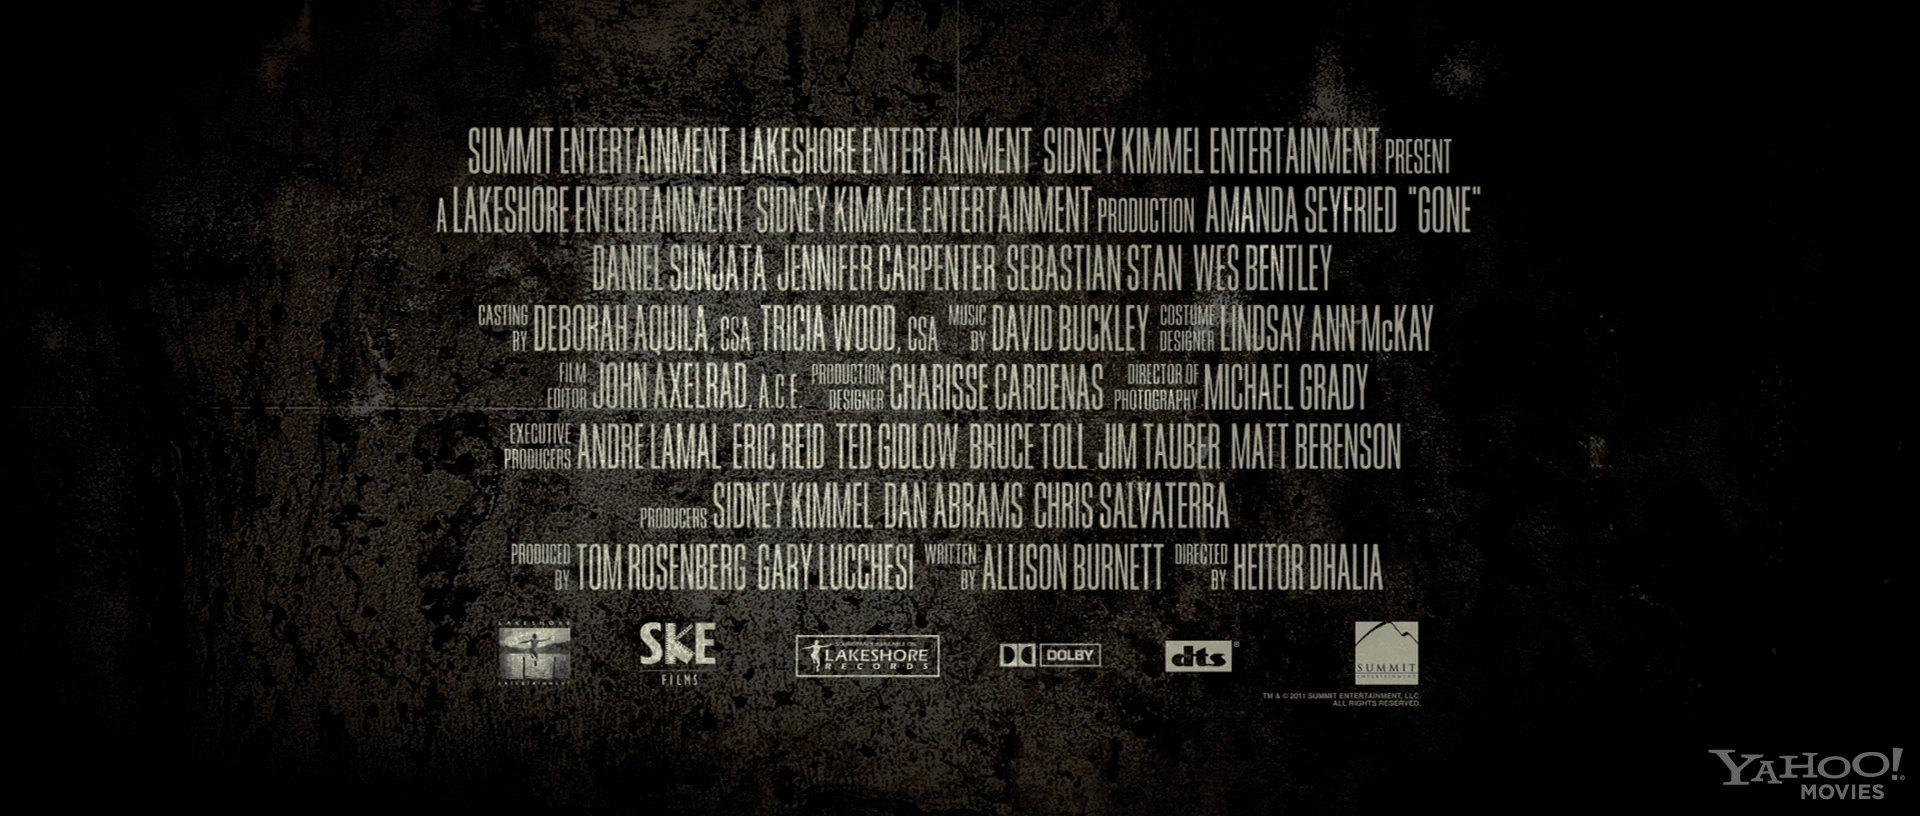 SUMMIT ENTERTAINMENT LAKESHORE ENTERTAINMENT SIDNEY KIMMEL ENTERTAINMENT PRESENT
A LAKESHORE ENTERTAINMENT SIDNEY KIMMEL ENTERTAINMENT PRODUCTION AMANDA SEYFRIED "GONE"
DANIEL SUNJATA JENNIFER CARPENTER SEBASTIAN STAN WES BENTLEY
CASTING BY DEBORAH AQUILA, CSA TRICIA WOOD, CSA MUSIC BY DAVID BUCKLEY COSTUME DESIGNER LINDSAY ANN McKAY
FILM EDITOR JOHN AXELRAD, A.C.E. PRODUCTION DESIGNER CHARISSE CARDENAS DIRECTOR OF PHOTOGRAPHY MICHAEL GRADY
EXECUTIVE PRODUCERS ANDRE LAMAL ERIC REID TED GIDLOW BRUCE TOLL JIM TAUBER MATT BERENSON
PRODUCERS SIDNEY KIMMEL DAN ABRAMS CHRIS SALVATERRA
PRODUCED BY TOM ROSENBERG GARY LUCCHESI WRITTEN BY ALLISON BURNETT DIRECTED BY HEITOR DHALIA
LAKESHORE
ENTERTAINMENT
SKE
FILMS
LAKESHORE
RECORDS
DOLBY
dts®
SUMMIT
ENTERTAINMENT
TM & © 2011 SUMMIT ENTERTAINMENT, LLC.
ALL RIGHTS RESERVED.
YAHOO!®
MOVIES